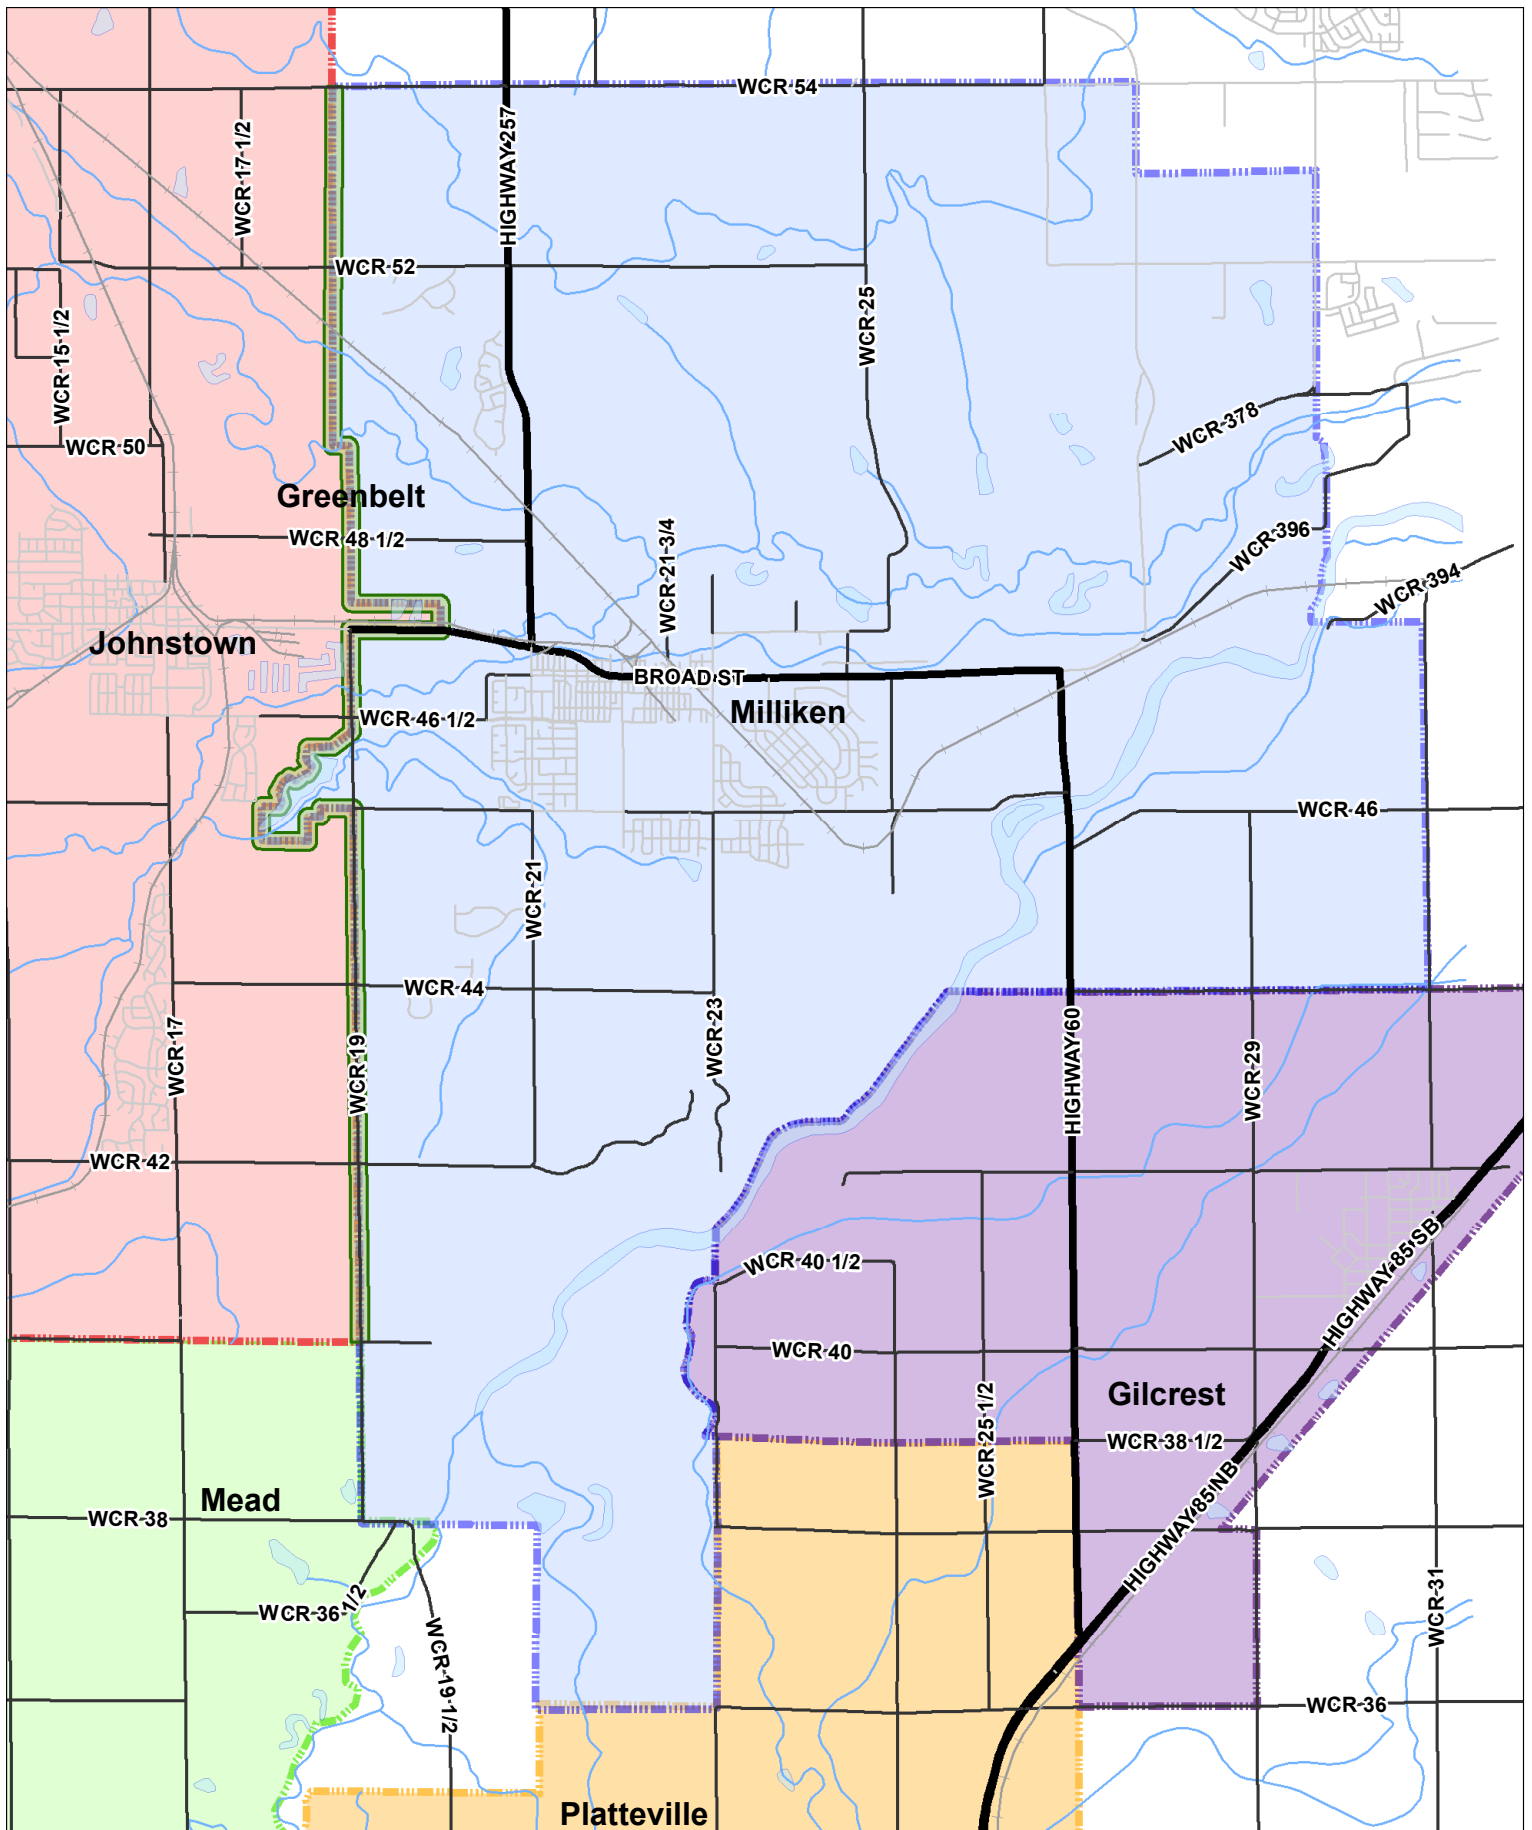 WCR 54
WCR 17 1/2
HIGHWAY 257
WCR 52
WCR 15 1/2
WCR 25
WCR 378
WCR 50
Greenbelt
WCR 48 1/2
WCR 21 3/4
WCR 396
WCR 394
Johnstown
BROAD ST
Milliken
WCR 46 1/2
WCR 46
WCR 21
WCR 44
WCR 23
WCR 17
WCR 19
HIGHWAY 60
WCR 29
WCR 42
WCR 40 1/2
HIGHWAY 85 SB
WCR 40
Gilcrest
WCR 25 1/2
WCR 38 1/2
Mead
WCR 38
HIGHWAY 85 NB
WCR 36 1/2
WCR 31
WCR 19 1/2
WCR 36
Platteville